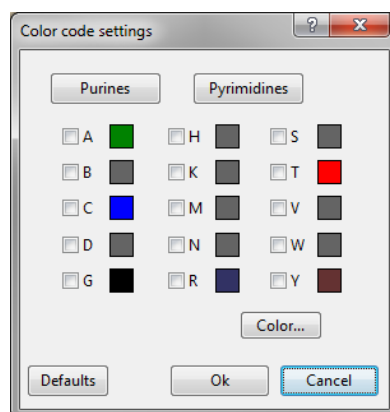 Color code settings
Purines Pyrimidines
A H S
B K T
C M V
D N W
G R Y
Color...
Defaults Ok Cancel